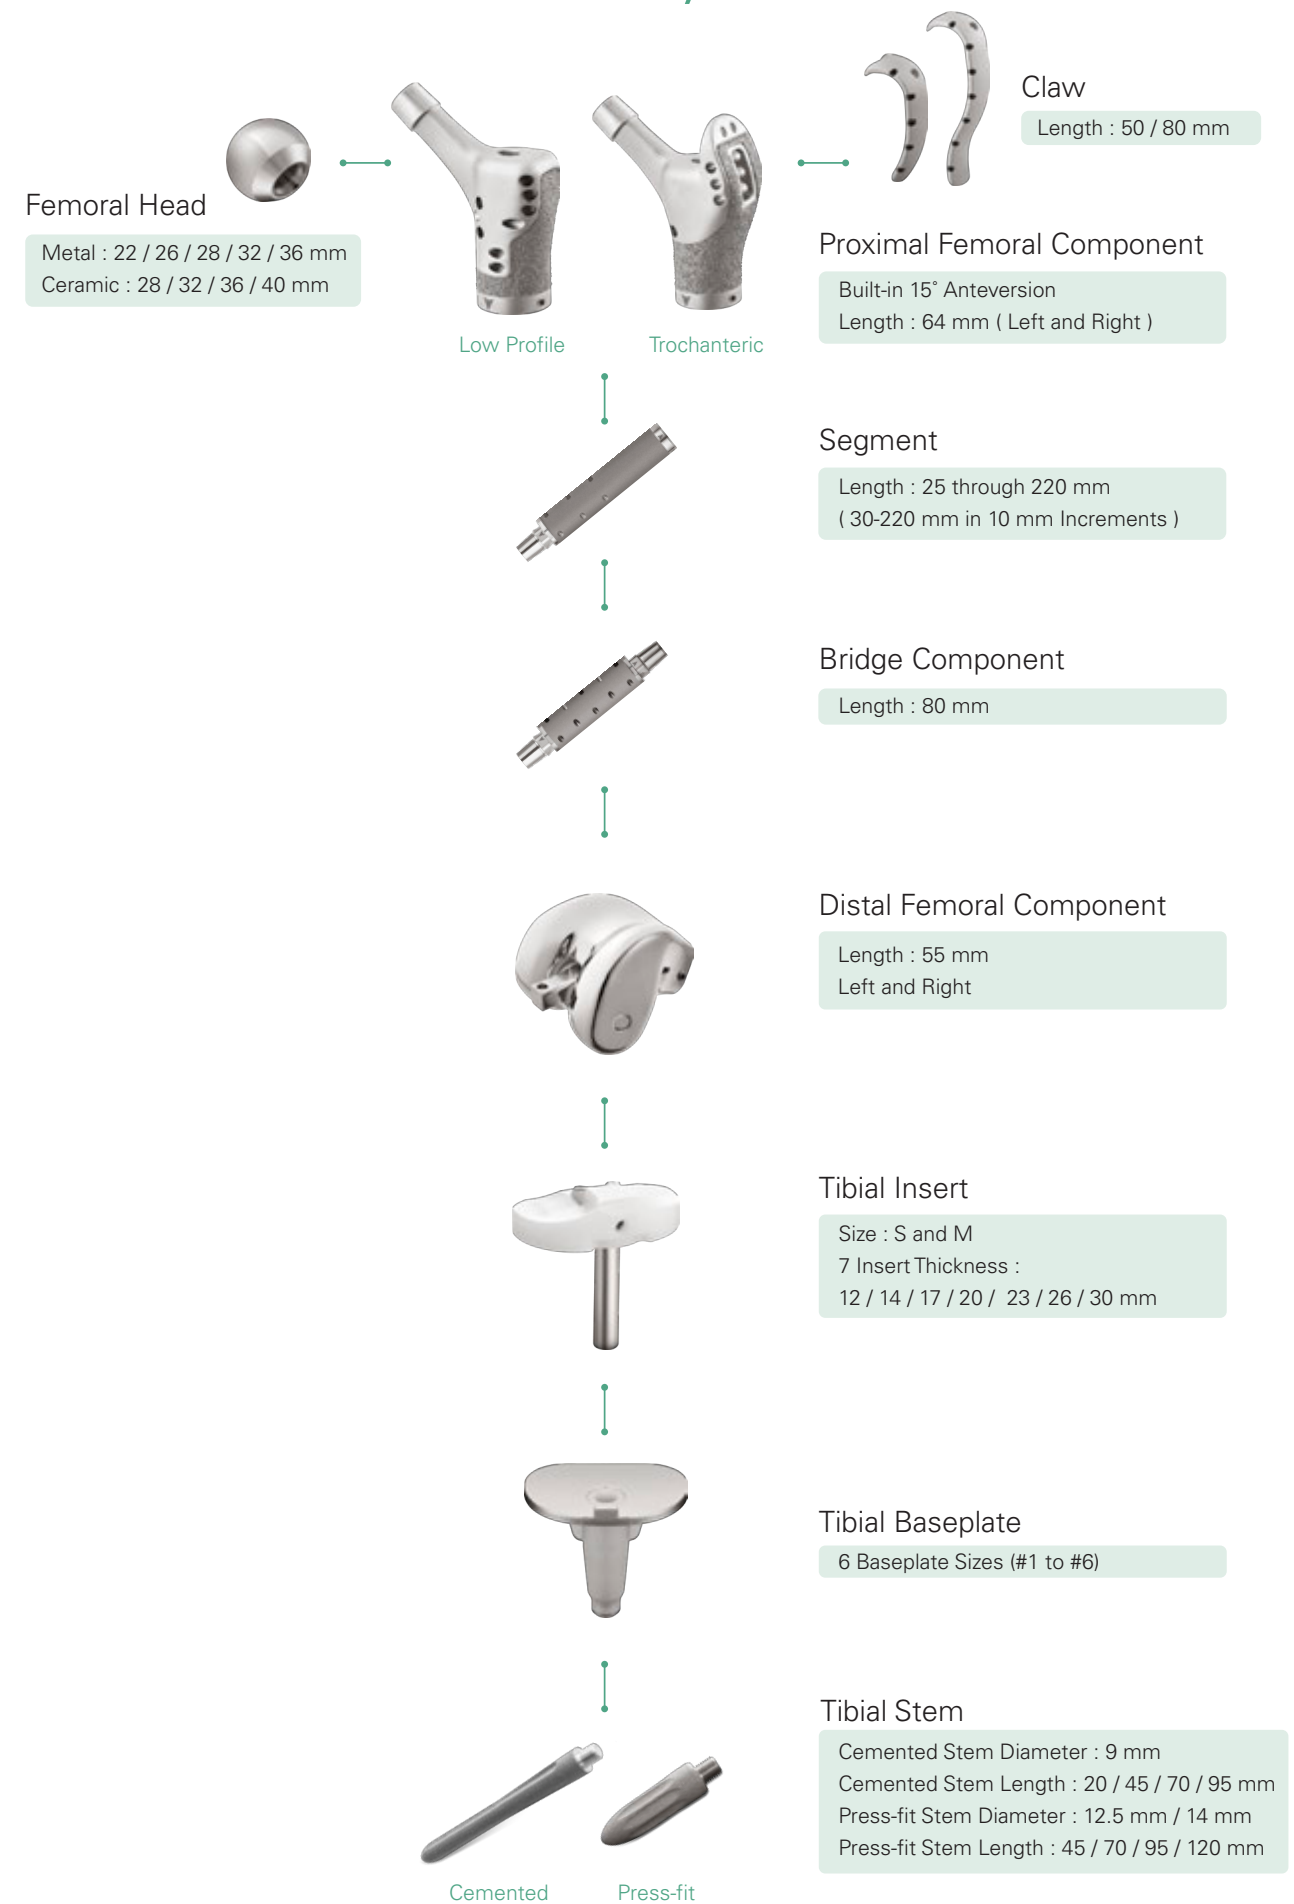 Claw
Length : 50 / 80 mm
Femoral Head
Metal : 22 / 26 / 28 / 32 / 36 mm
Ceramic : 28 / 32 / 36 / 40 mm
Proximal Femoral Component
Built-in 15˚ Anteversion
Length : 64 mm ( Left and Right )
Low Profile
Trochanteric
Segment
Length : 25 through 220 mm
( 30-220 mm in 10 mm Increments )
Bridge Component
Length : 80 mm
Distal Femoral Component
Length : 55 mm
Left and Right
Tibial Insert
Size : S and M
7 Insert Thickness :
12 / 14 / 17 / 20 / 23 / 26 / 30 mm
Tibial Baseplate
6 Baseplate Sizes (#1 to #6)
Tibial Stem
Cemented Stem Diameter : 9 mm
Cemented Stem Length : 20 / 45 / 70 / 95 mm
Press-fit Stem Diameter : 12.5 mm / 14 mm
Press-fit Stem Length : 45 / 70 / 95 / 120 mm
Cemented
Press-fit